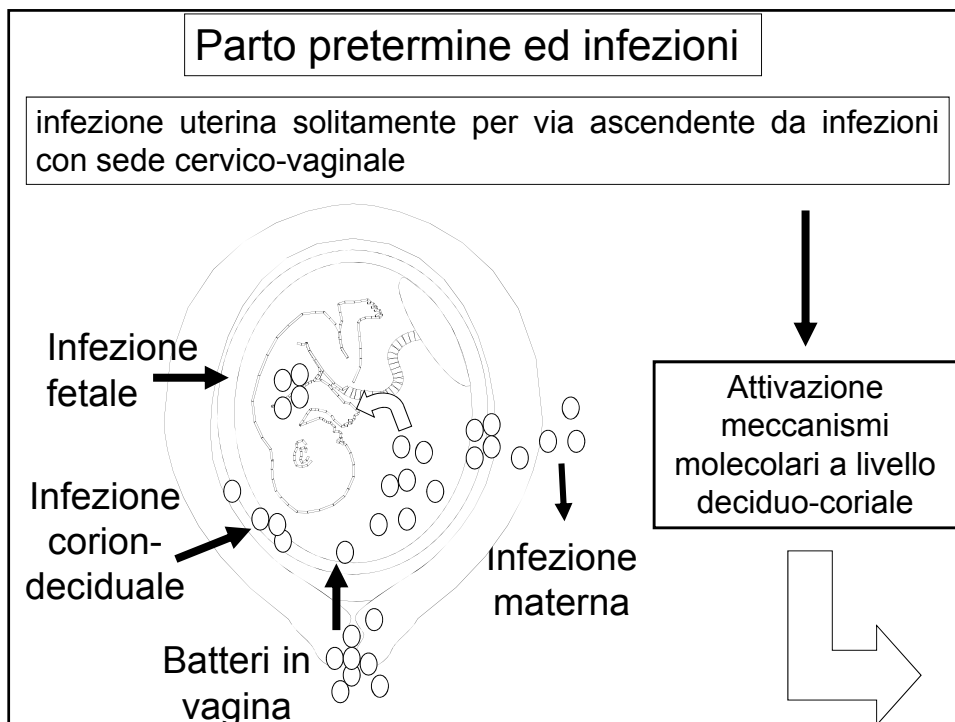 Parto pretermine ed infezioni
infezione uterina solitamente per via ascendente da infezioni
con sede cervico-vaginale
Infezione
fetale
Infezione
corion-
deciduale
Batteri in
vagina
Infezione
materna
Attivazione
meccanismi
molecolari a livello
deciduo-coriale